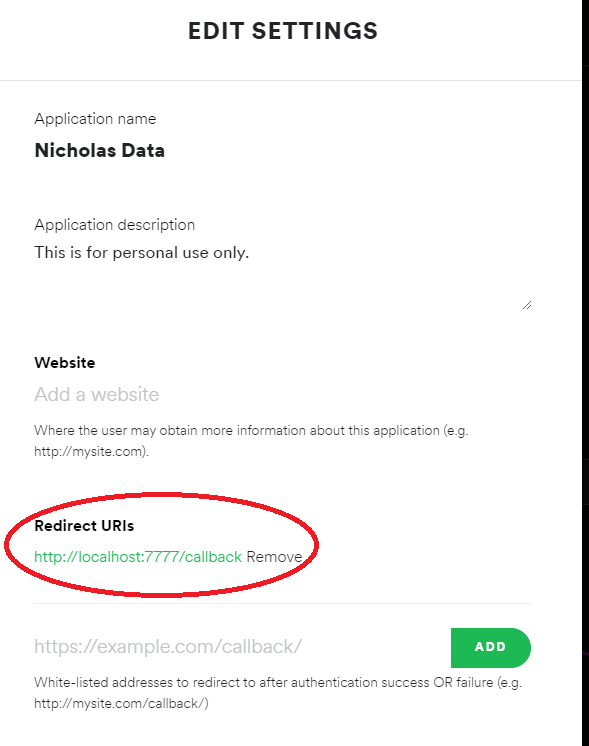 EDIT SETTINGS
Application name
Nicholas Data
Application description
This is for personal use only.
Website
Add a website
Where the user may obtain more information about this application (e.g.
http://mysite.com).
Redirect URIs
http://localhost:7777/callback Remove
https://example.com/callback/
ADD
White-listed addresses to redirect to after authentication success OR failure (e.g.
http://mysite.com/callback/)